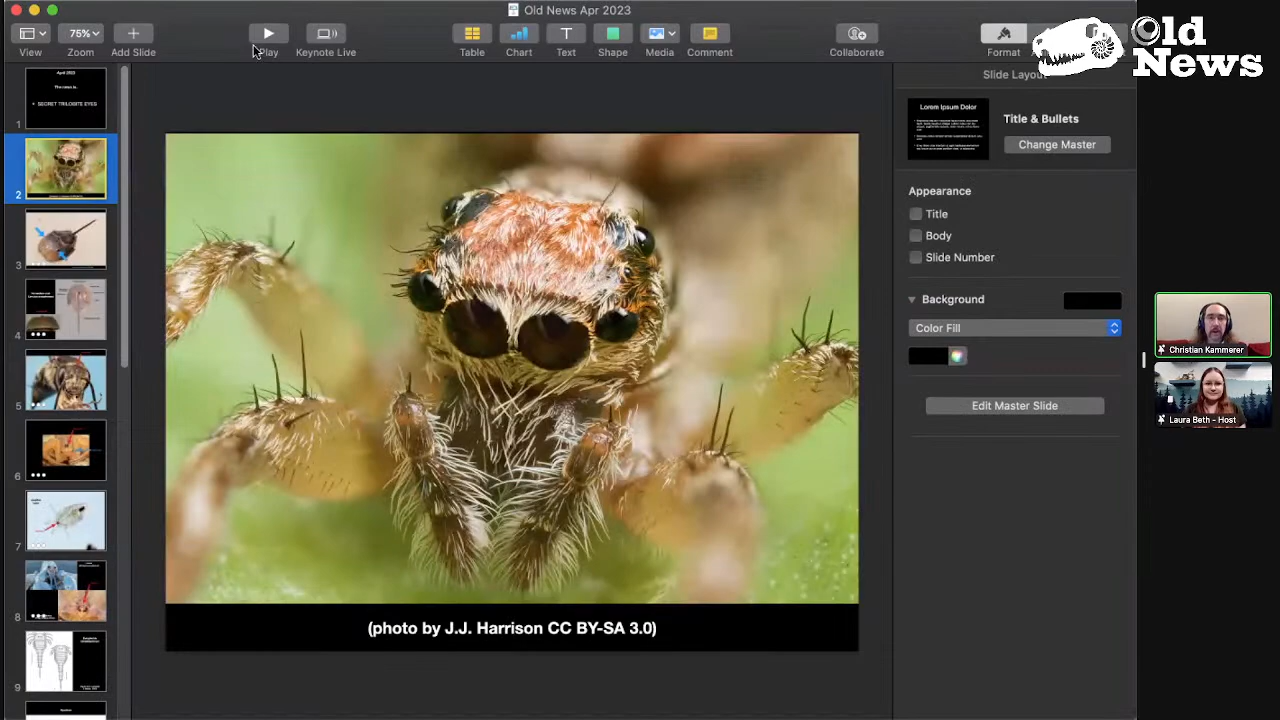 Old News Apr 2023
75%
View
Zoom
Add Slide
Play
Keynote Live
Table
Chart
Text
Shape
Media
Comment
Collaborate
Format
Old
News
Slide Layout
April 2023
The news is:
• SECRET TRILOBITE EYES
1
2
3
4
5
6
7
8
9
Lorem Ipsum Dolor
Title & Bullets
Change Master
Appearance
Title
Body
Slide Number
Background
Color Fill
Edit Master Slide
(photo by J.J. Harrison CC BY-SA 3.0)
Christian Kammerer
Laura Beth - Host